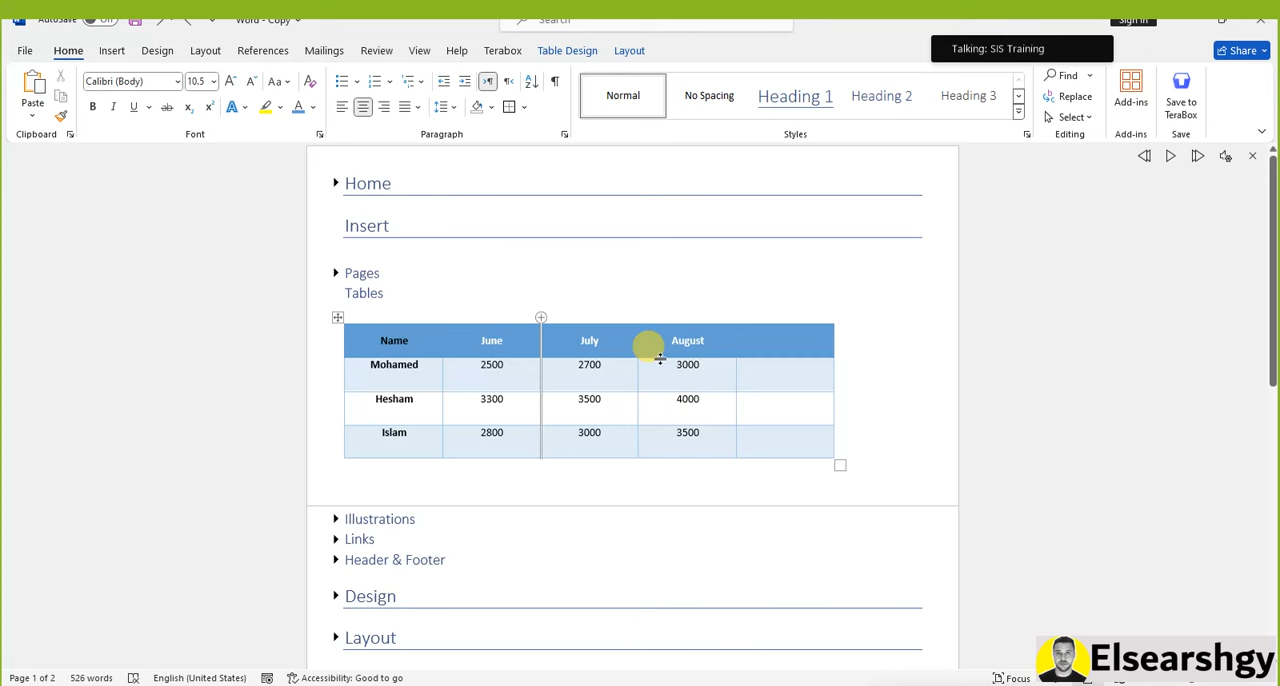 AutoSave Off Word - Copy Search Sign in
File Home Insert Design Layout References Mailings Review View Help Terabox Table Design Layout
Talking: SIS Training
Share
Calibri (Body) 10.5 Aa
Paste
B I U ab x₂ x² A A
Normal No Spacing Heading 1 Heading 2 Heading 3
Find
Replace
Select
Add-ins
Save to
TeraBox
Clipboard Font Paragraph Styles Editing Add-ins Save
Home
Insert
Pages
Tables
Name June July August
Mohamed 2500 2700 3000
Hesham 3300 3500 4000
Islam 2800 3000 3500
Illustrations
Links
Header & Footer
Design
Layout
Elsearshgy
Page 1 of 2 526 words English (United States) Accessibility: Good to go Focus